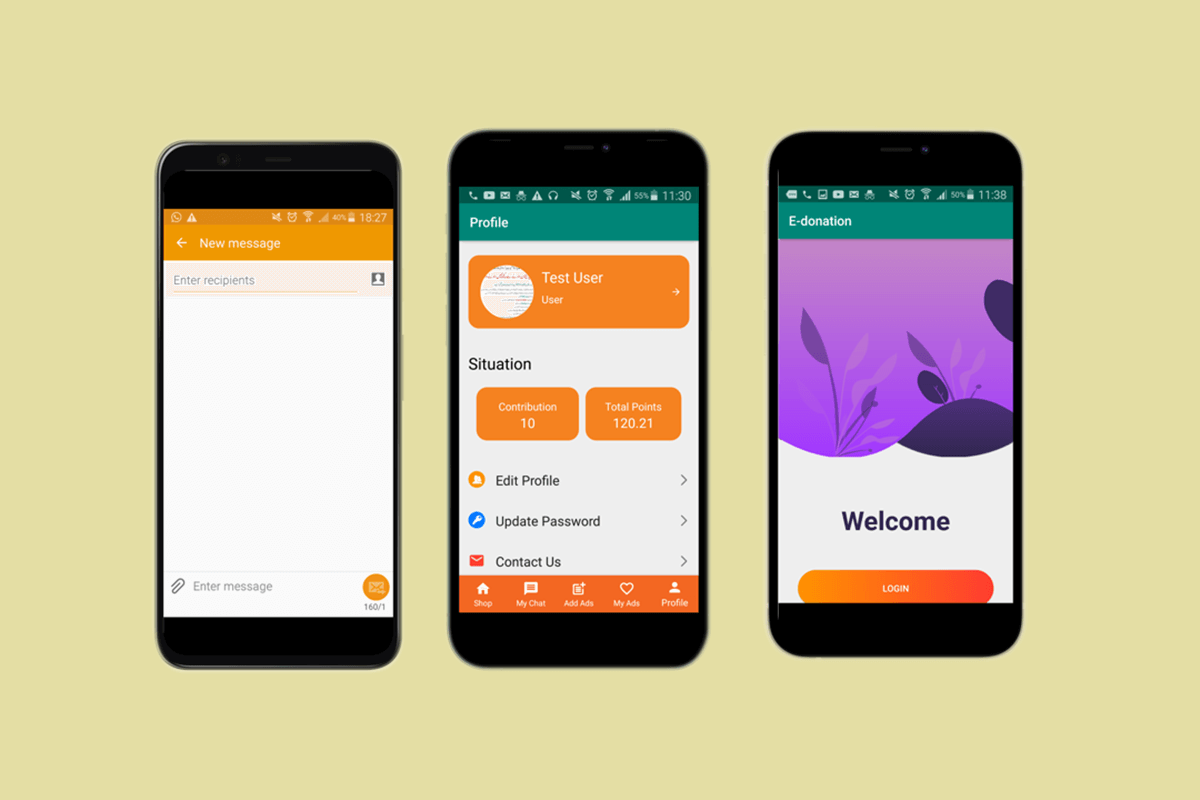 40% 18:27
New message
Enter recipients
Enter message
160/1
55% 11:30
Profile
Test User
User
Situation
Contribution
10
Total Points
120.21
Edit Profile
Update Password
Contact Us
Shop
My Chat
Add Ads
My Ads
Profile
50% 11:38
E-donation
Welcome
LOGIN